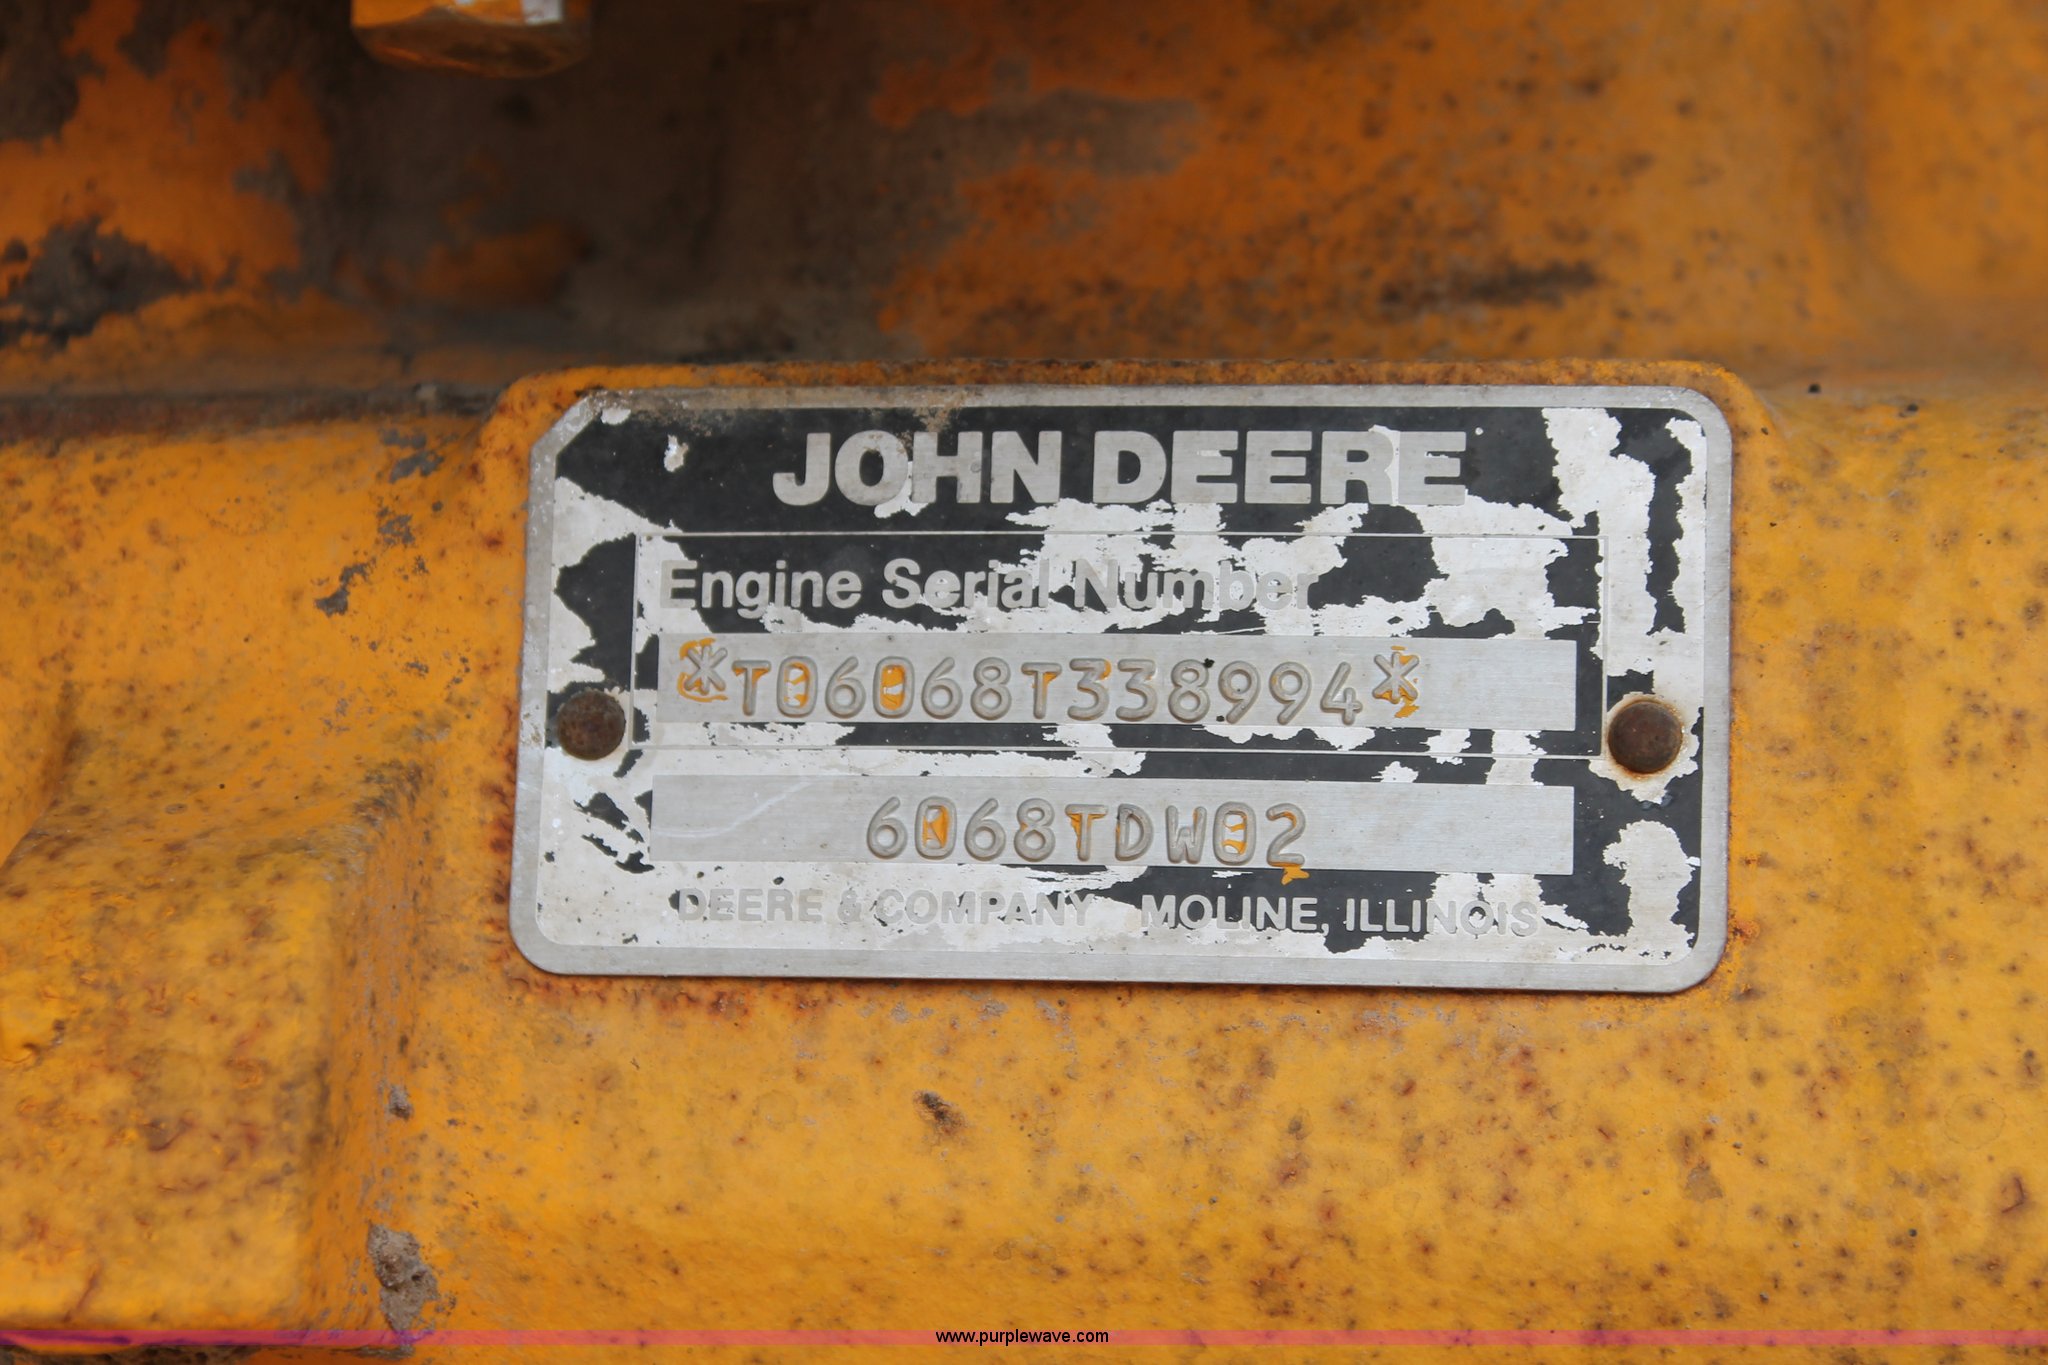 JOHN DEERE
Engine Serial Number
*T06068T338994*
6068TDW02
DEERE & COMPANY MOLINE, ILLINOIS
www.purplewave.com